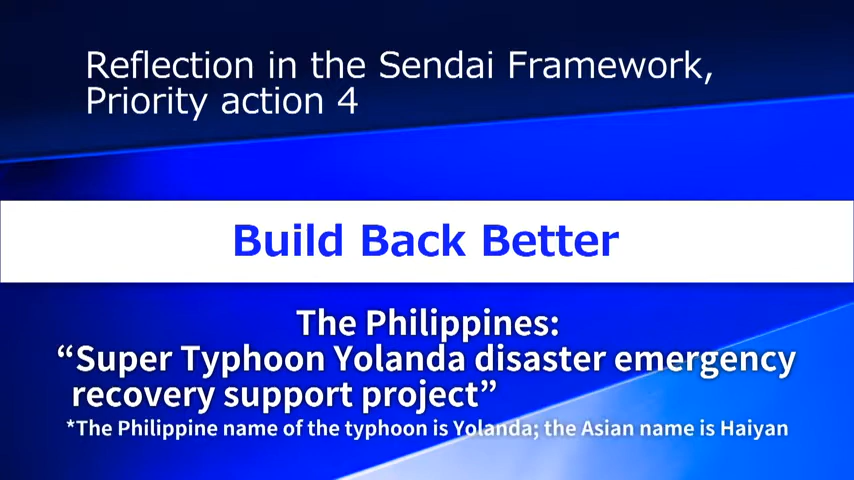 Reflection in the Sendai Framework,
Priority action 4
Build Back Better
The Philippines:
“Super Typhoon Yolanda disaster emergency
recovery support project”
*The Philippine name of the typhoon is Yolanda; the Asian name is Haiyan